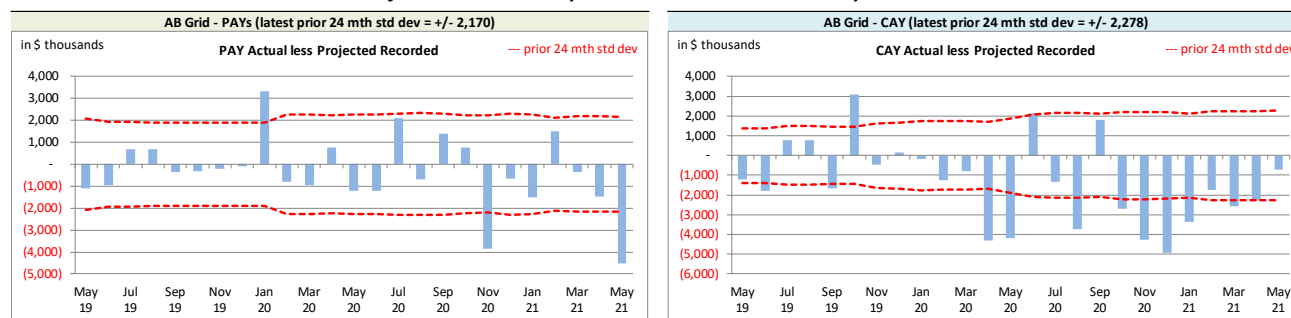 AB Grid - PAYs (latest prior 24 mth std dev = +/- 2,170)
in $ thousands
PAY Actual less Projected Recorded
--- prior 24 mth std dev
4,000
3,000
2,000
1,000
-
(1,000)
(2,000)
(3,000)
(4,000)
(5,000)
May Jul Sep Nov Jan Mar May Jul Sep Nov Jan Mar May
19 19 19 19 20 20 20 20 20 20 21 21 21
AB Grid - CAY (latest prior 24 mth std dev = +/- 2,278)
in $ thousands
CAY Actual less Projected Recorded
--- prior 24 mth std dev
4,000
3,000
2,000
1,000
-
(1,000)
(2,000)
(3,000)
(4,000)
(5,000)
(6,000)
May Jul Sep Nov Jan Mar May Jul Sep Nov Jan Mar May
19 19 19 19 20 20 20 20 20 20 21 21 21